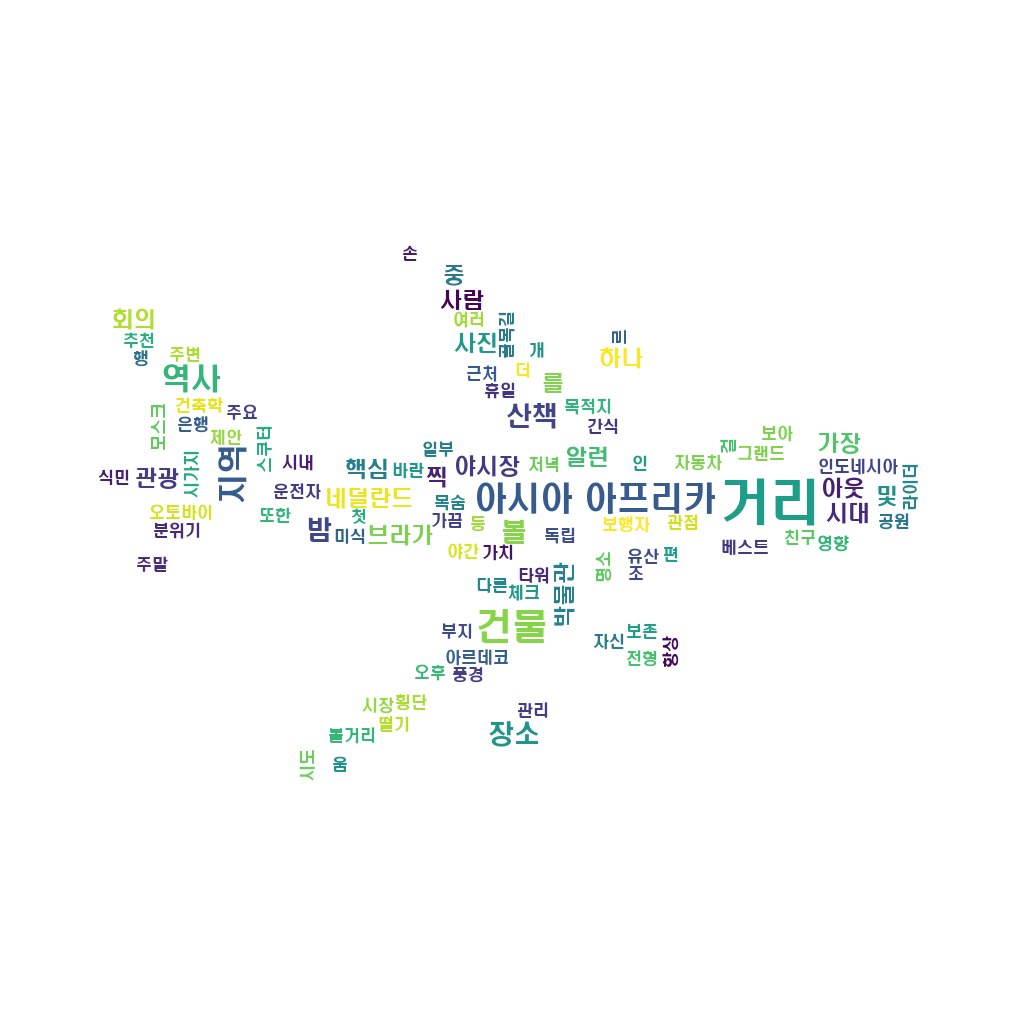 손
중
사람
여러
골목길
리
회의
추천
행
주변
사진
개
하나
근처
더
를
역사
휴일
산책
목적지
건축학
주요
모스크
은행
제안
스쿠터
간식
보아
가장
일부
알런
절
그랜드
지역
시내
핵심
바란
찍
야시장
저녁
인
자동차
인도네시아
식민
관광
시가지
운전자
네덜란드
목숨
아시아 아프리카
거리
아웃
및
라이더
오토바이
또한
첫
가끔
등
볼
보행자
관점
시대
공원
분위기
밤
미식
브라가
독립
친구
영향
주말
야간
가치
명소
유산
편
베스트
타워
박물관
조
다른
체크
건물
부지
자신
보존
항상
아르데코
전형
오후
풍경
시장
횡단
관리
떨기
볼거리
장소
시도
움